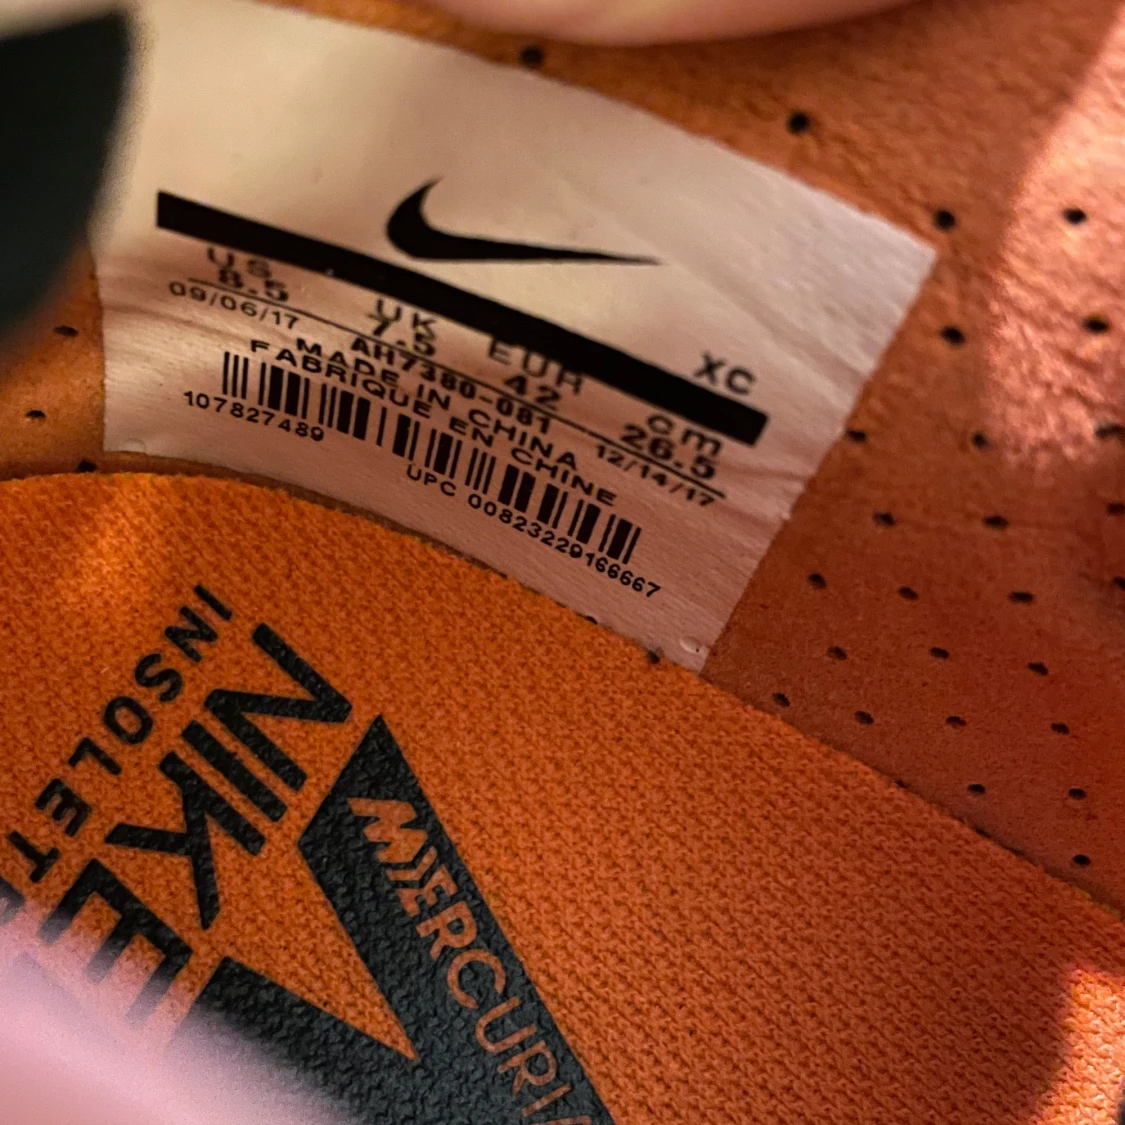 XC
US UK EUR cm
8.5 7.5 42 26.5
09/06/17 AH7380-081 12/14/17
MADE IN CHINA
FABRIQUE EN CHINE
107827489
UPC 00823229166667
INSOLE T
NIKE
MERCURIA